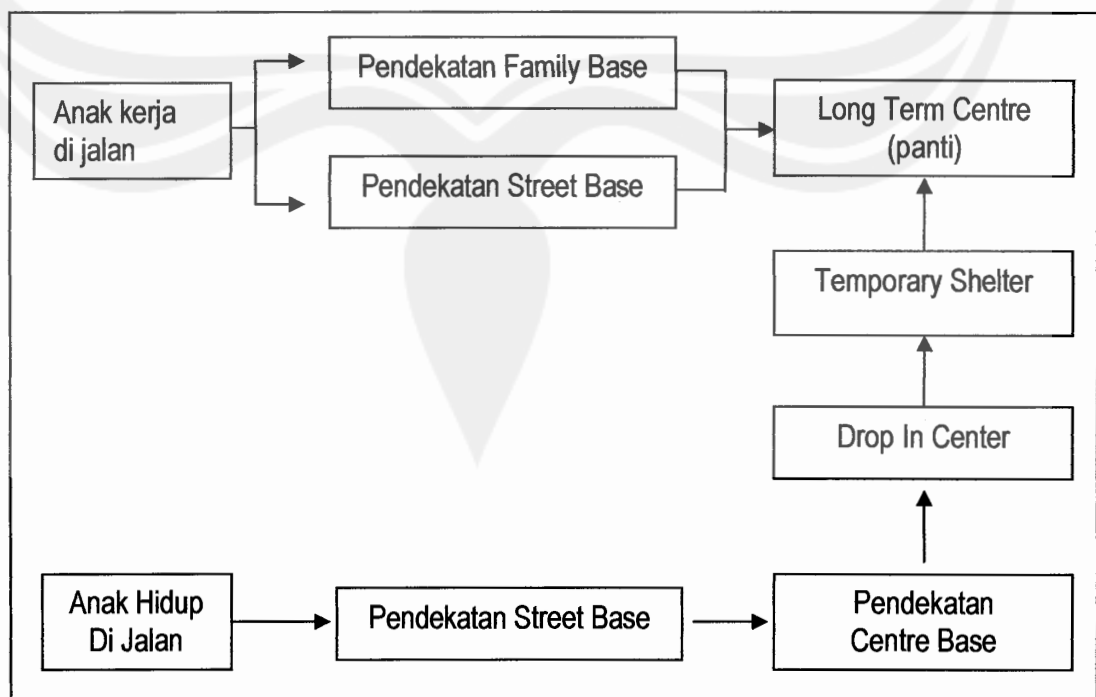 Pendekatan Family Base
Anak kerja
di jalan
Long Term Centre
(panti)
Pendekatan Street Base
Temporary Shelter
Drop In Center
Anak Hidup
Di Jalan
Pendekatan Street Base
Pendekatan
Centre Base